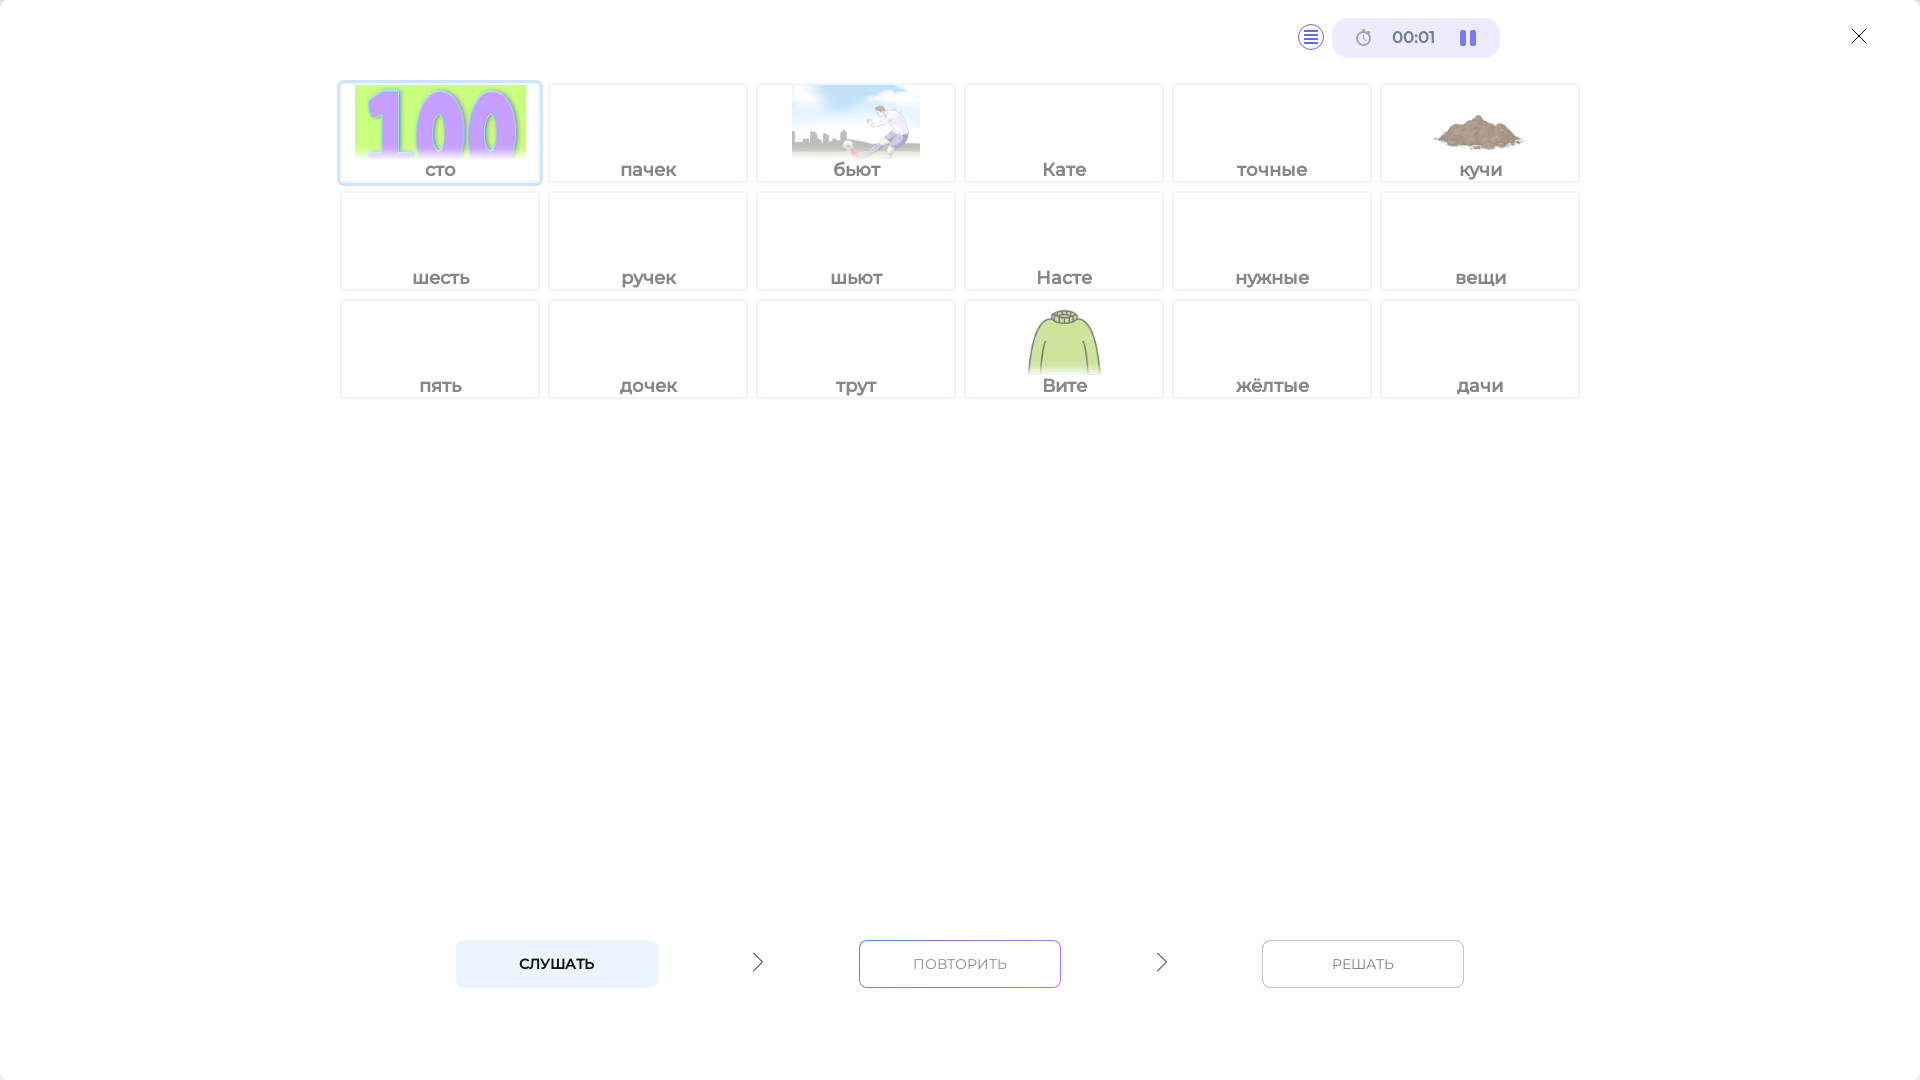 00:01
100
сто пачек бьют Кате точные кучи
шесть ручек шьют Насте нужные вещи
пять дочек трут Вите жёлтые дачи
СЛУШАТЬ ПОВТОРИТЬ РЕШАТЬ